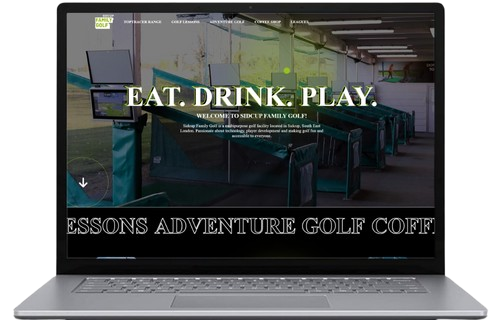 FAMILY
GOLF
TOPTRACER RANGE GOLF LESSONS ADVENTURE GOLF COFFEE SHOP LEAGUES
EAT. DRINK. PLAY.
WELCOME TO SIDCUP FAMILY GOLF!
Sidcup Family Golf is a multipurpose golf facility located in Sidcup, South East
London. Passionate about technology, player development and making golf fun and
accessible to everyone.
ESSONS ADVENTURE GOLF COFF